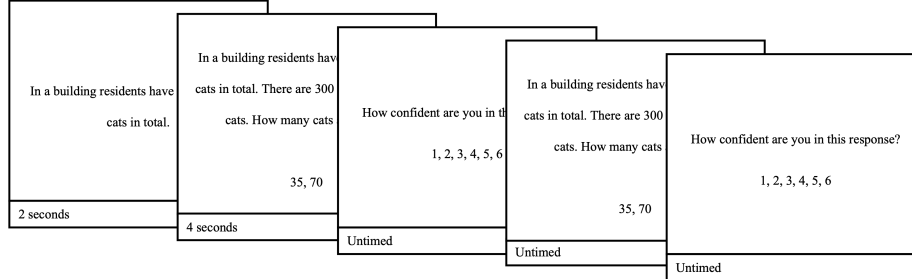 In a building residents have
cats in total.
2 seconds
In a building residents hav
cats in total. There are 300
cats. How many cats
35, 70
4 seconds
How confident are you in th
1, 2, 3, 4, 5, 6
Untimed
In a building residents hav
cats in total. There are 300
cats. How many cats
35, 70
Untimed
How confident are you in this response?
1, 2, 3, 4, 5, 6
Untimed